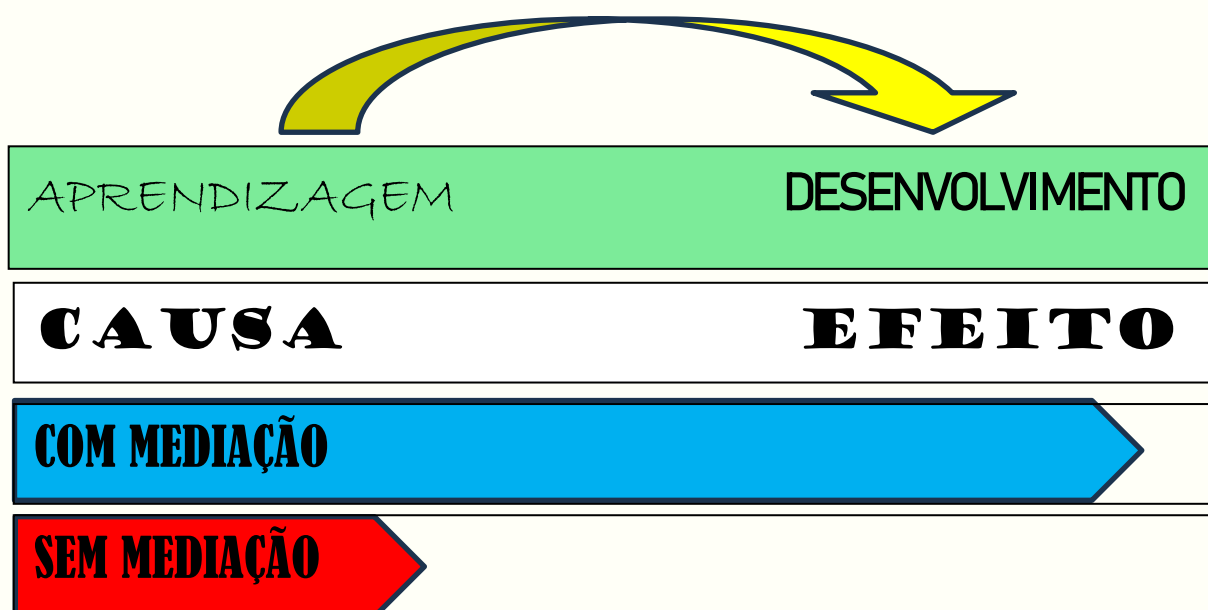 APRENDIZAGEM DESENVOLVIMENTO
CAUSA EFEITO
COM MEDIAÇÃO
SEM MEDIAÇÃO